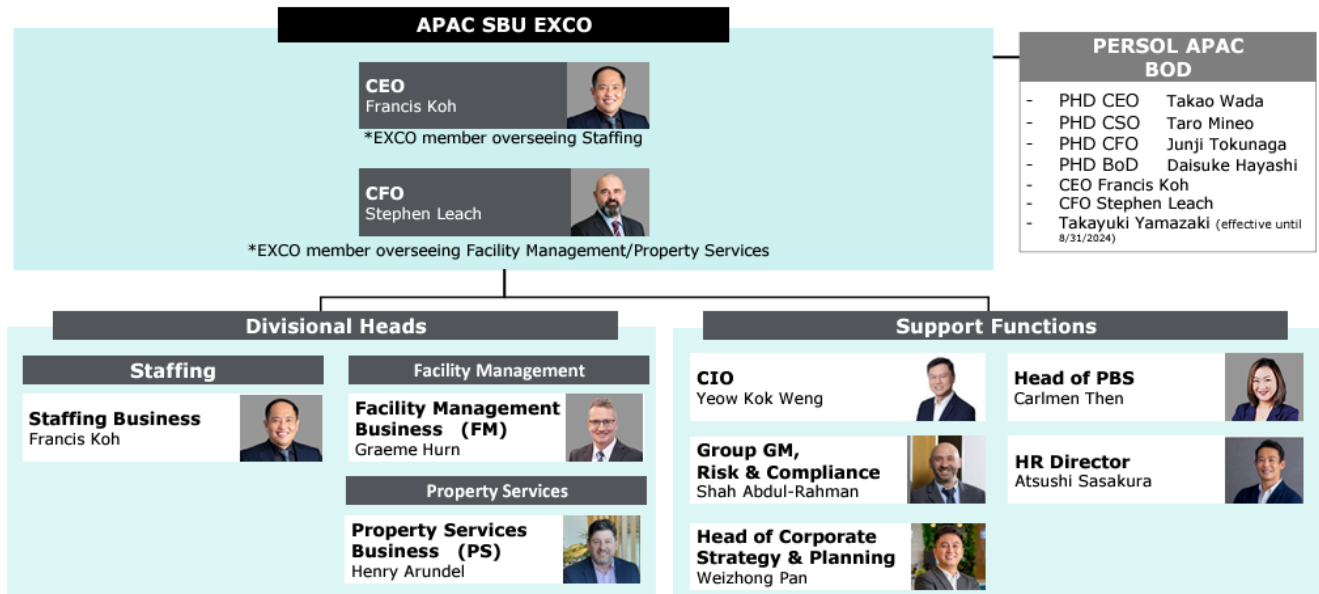 APAC SBU EXCO
CEO
Francis Koh
*EXCO member overseeing Staffing
CFO
Stephen Leach
*EXCO member overseeing Facility Management/Property Services
PERSOL APAC
BOD
- PHD CEO Takao Wada
- PHD CSO Taro Mineo
- PHD CFO Junji Tokunaga
- PHD BoD Daisuke Hayashi
- CEO Francis Koh
- CFO Stephen Leach
- Takayuki Yamazaki (effective until
8/31/2024)
Divisional Heads
Staffing
Staffing Business
Francis Koh
Facility Management
Facility Management
Business (FM)
Graeme Hurn
Property Services
Property Services
Business (PS)
Henry Arundel
Support Functions
CIO
Yeow Kok Weng
Head of PBS
Carlmen Then
Group GM,
Risk & Compliance
Shah Abdul-Rahman
HR Director
Atsushi Sasakura
Head of Corporate
Strategy & Planning
Weizhong Pan